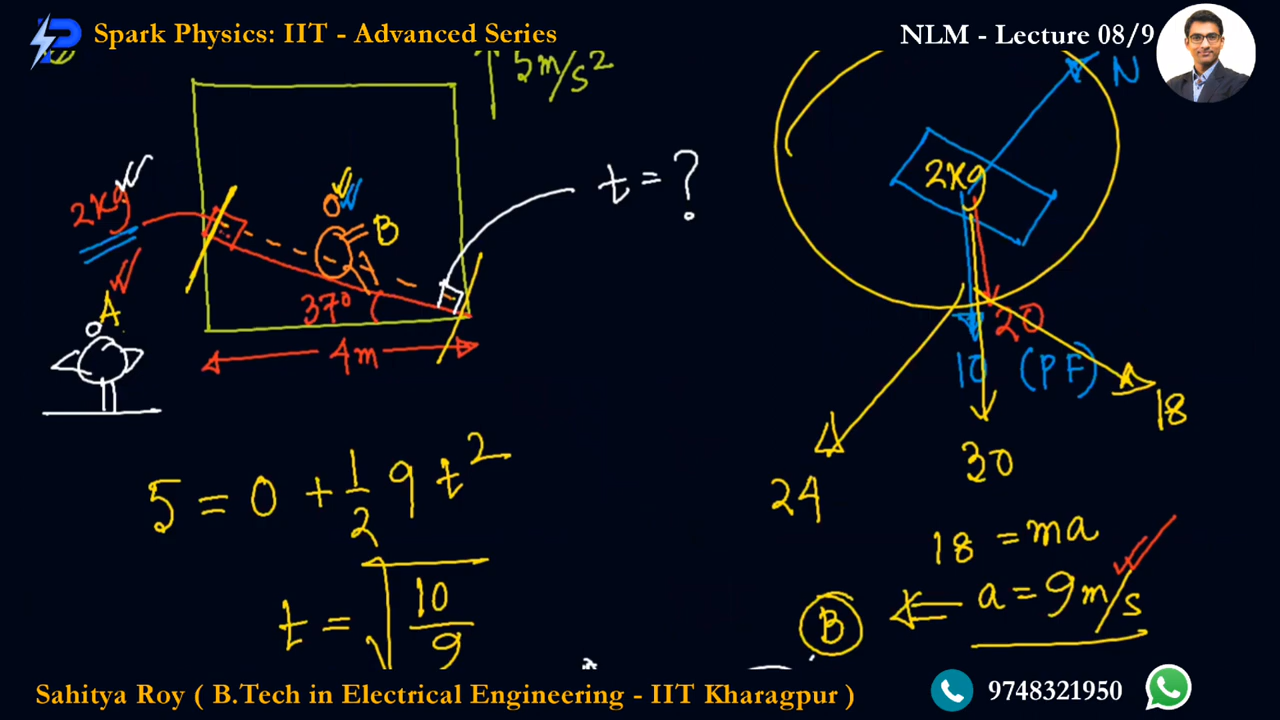 Spark Physics: IIT - Advanced Series
NLM - Lecture 08/9
5m/s²
2kg
A
B
37°
4m
t = ?
N
2kg
20
10 (PF)
18
24
30
5 = 0 + 1/2 9 t²
t = √10/9
18 = ma
a = 9m/s
B
Sahitya Roy ( B.Tech in Electrical Engineering - IIT Kharagpur )
9748321950